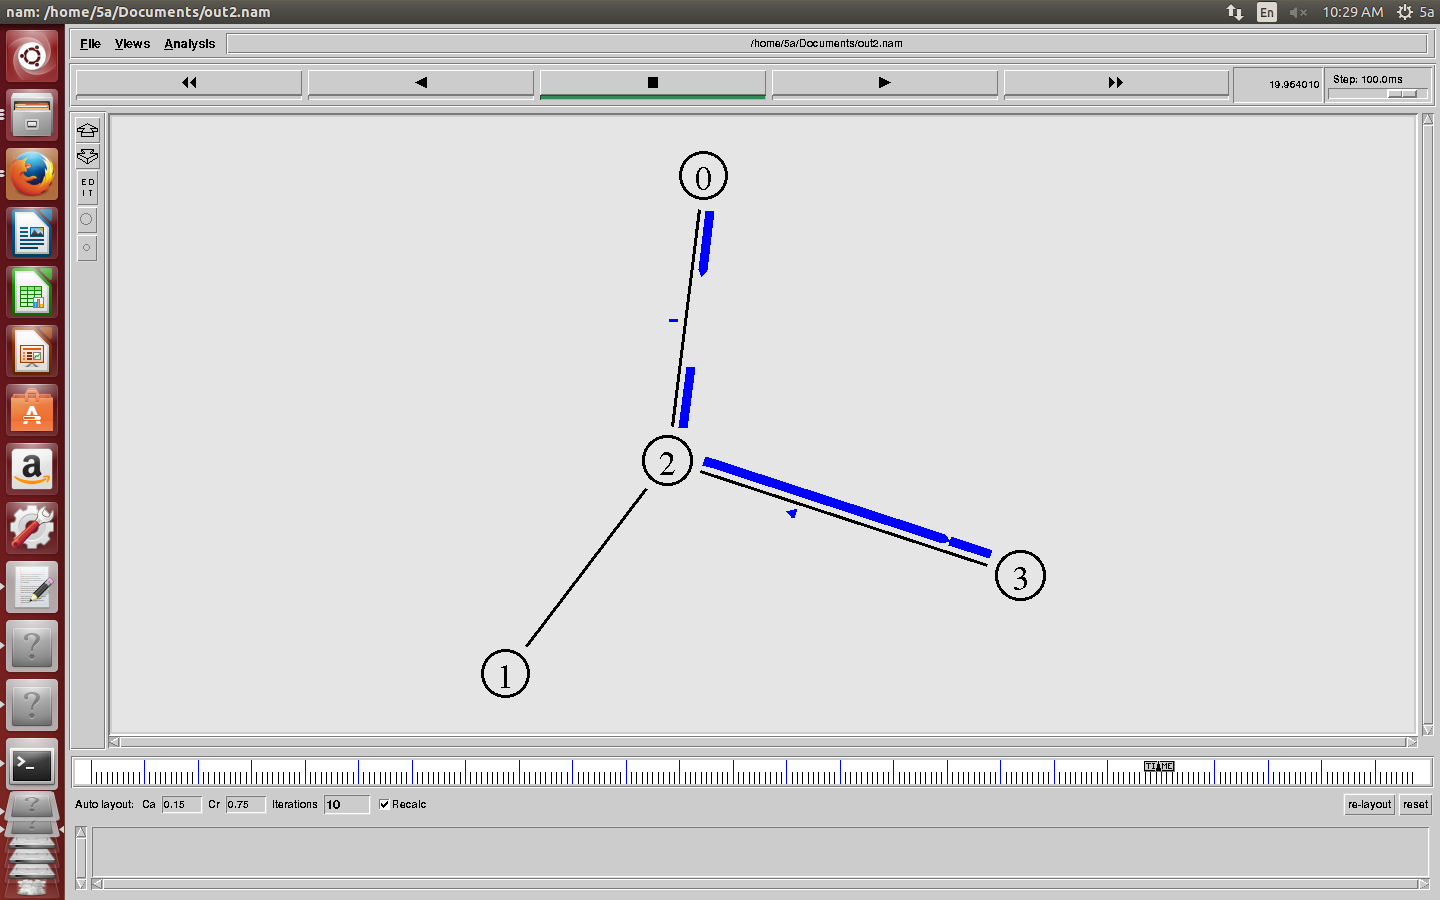 nam: /home/5a/Documents/out2.nam
En
10:29 AM
5a
File Views Analysis
/home/5a/Documents/out2.nam
19.964010
Step: 100.0ms
ED
IT
0
2
3
1
TIME
Auto layout: Ca 0.15 Cr 0.75 Iterations 10 Recalc
re-layout reset